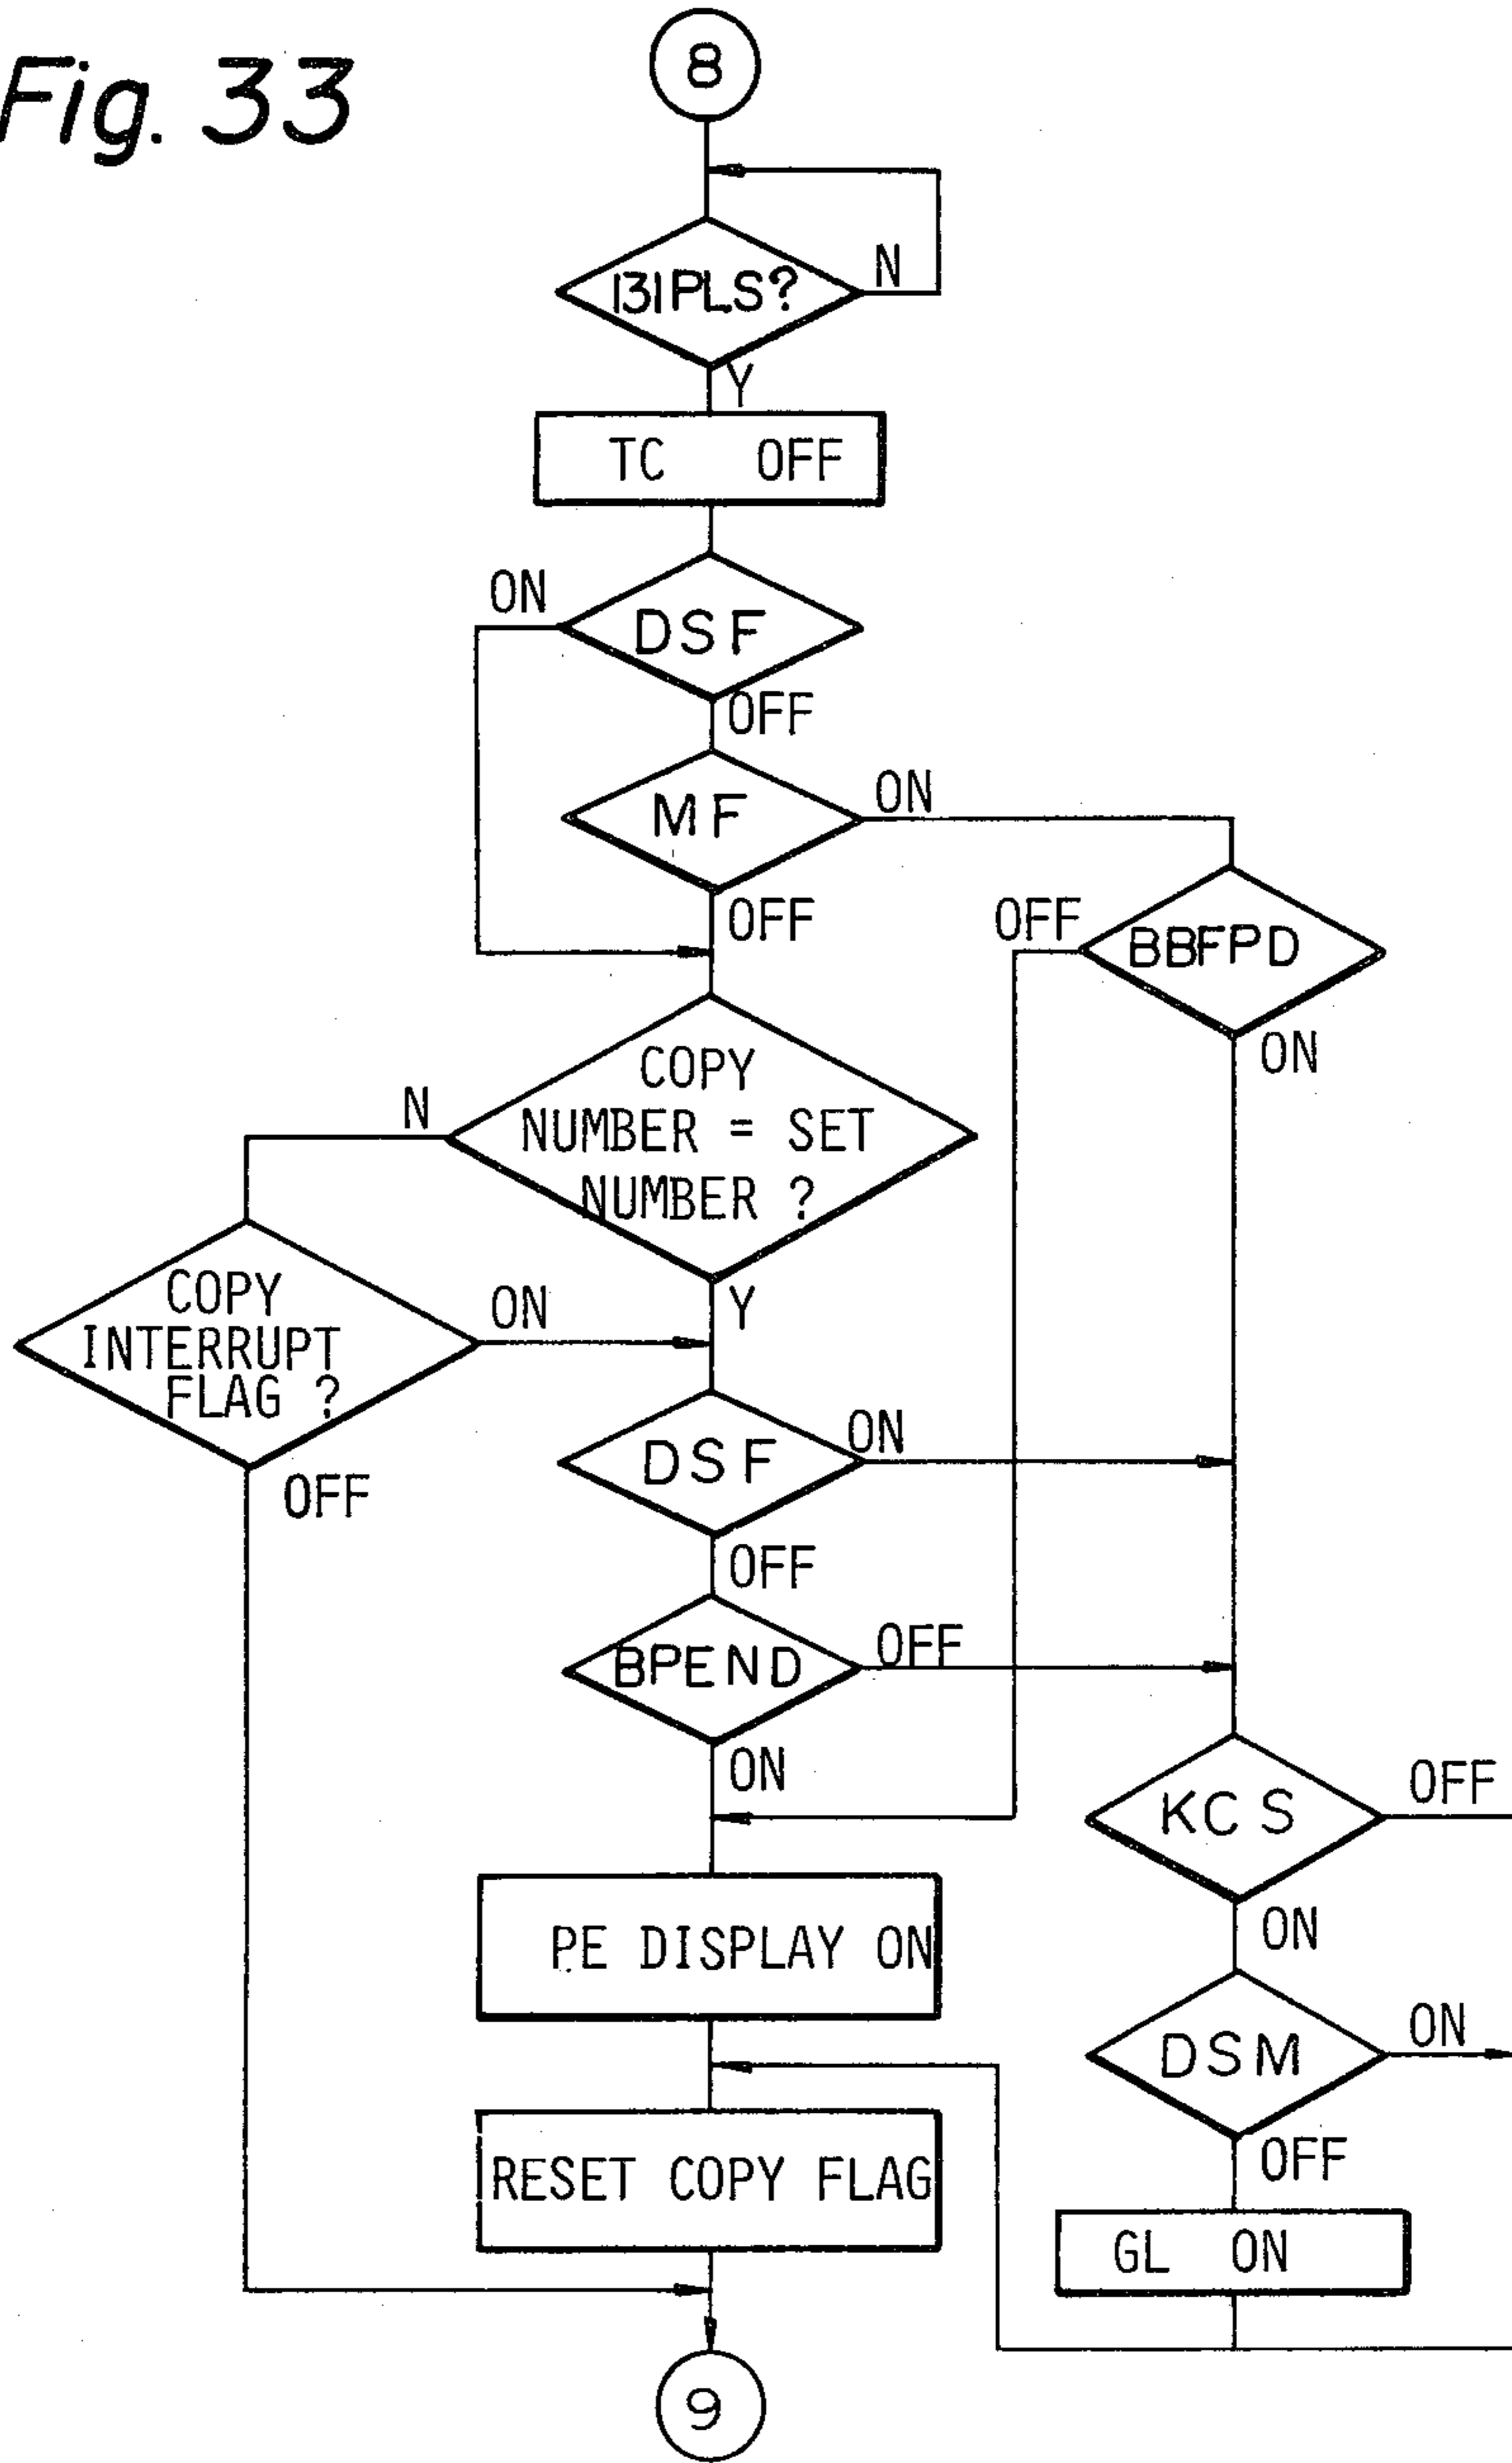 Fig. 33
8
131PLS?
N
Y
TC OFF
ON
DSF
OFF
MF
ON
OFF
OFF
BBFPD
ON
COPY
NUMBER = SET
NUMBER ?
N
Y
COPY
INTERRUPT
FLAG ?
ON
OFF
DSF
ON
OFF
BPEND
OFF
ON
KCS
OFF
ON
PE DISPLAY ON
DSM
ON
OFF
RESET COPY FLAG
GL ON
9